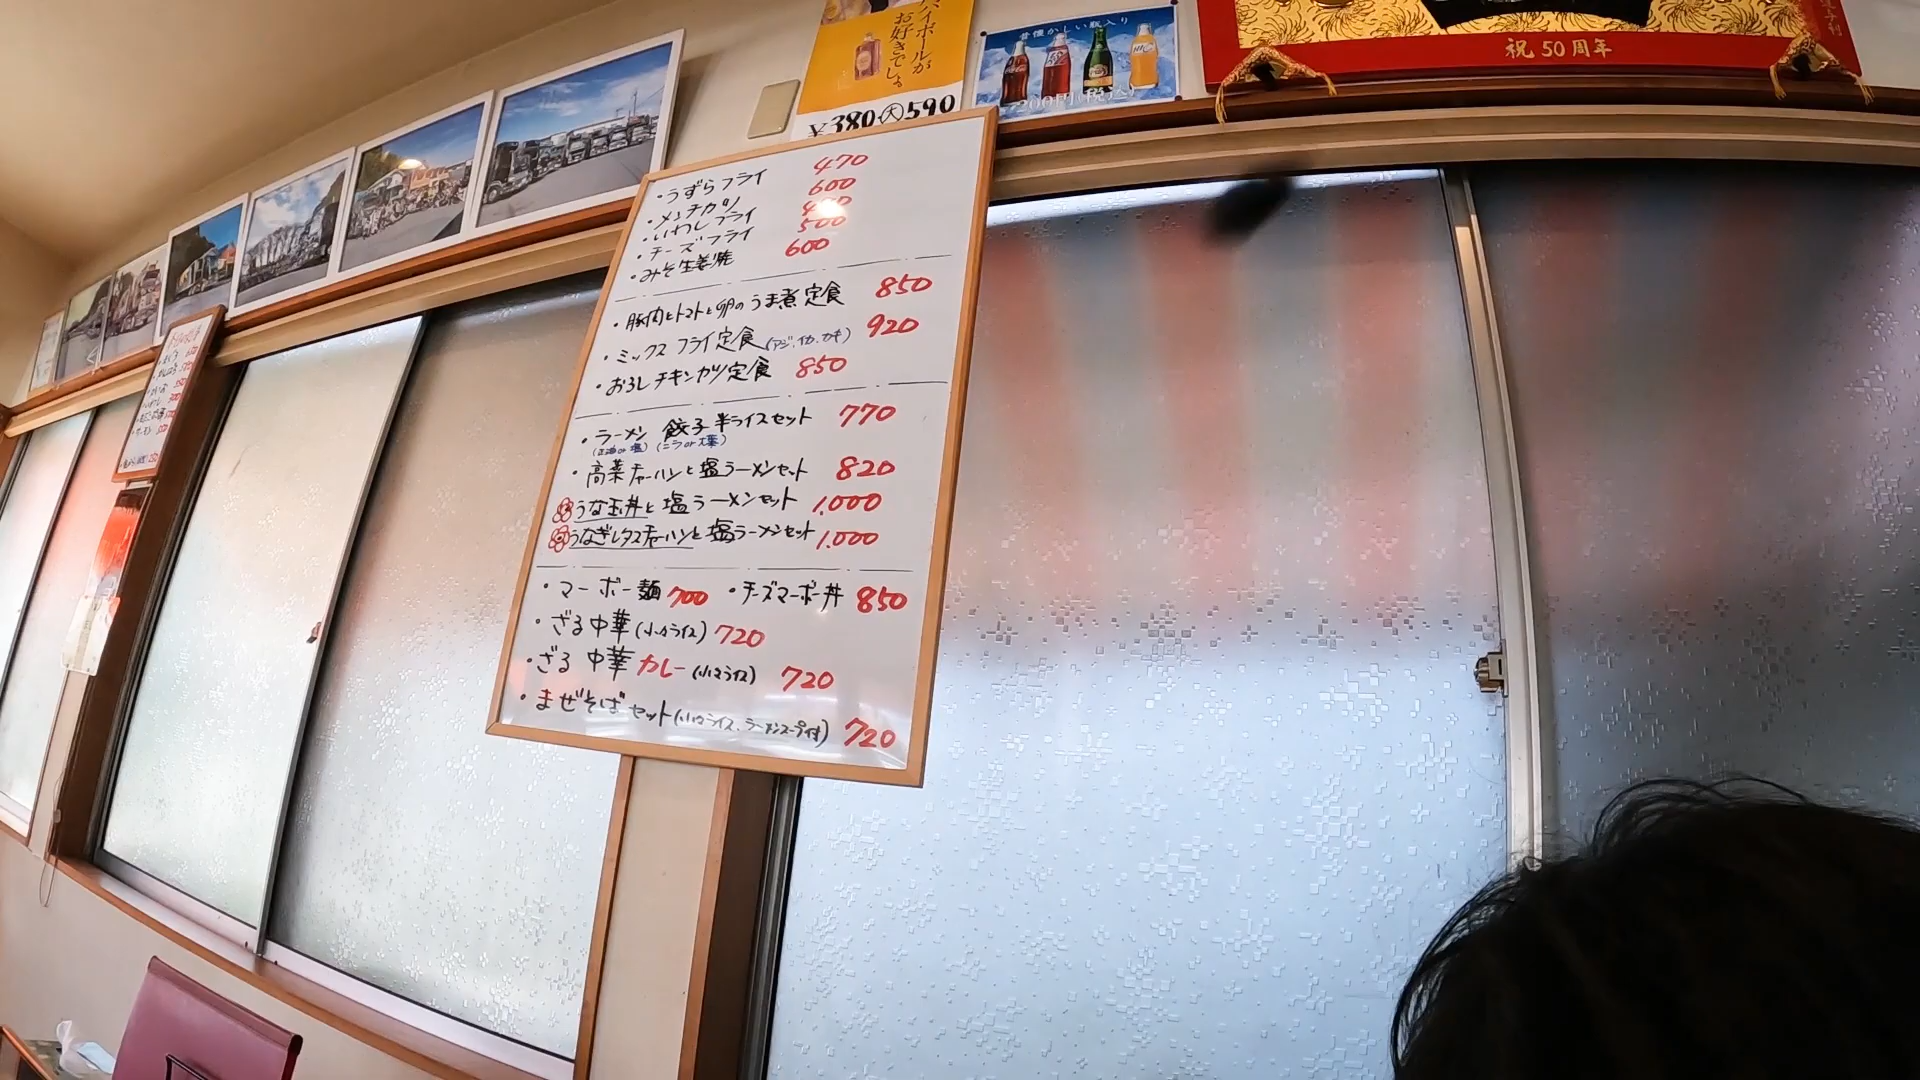 ハイボールが
お好きでしょ。
¥380 大 590
昔懐かしい瓶入り
200円(税込)
祝50周年
・うずらフライ 470
・メンチカツ 600
・いわしフライ
・チーズフライ 500
・みそ生姜焼 600
・豚肉とトマトと卵のうま煮定食 850
・ミックスフライ定食(アジ、イカ、カキ) 920
・おろしチキンカツ定食 850
・ラーメン 餃子 半ライスセット 770
(正油or塩) (ニラor大葉)
・高菜チャーハンと塩ラーメンセット 820
うな玉丼と塩ラーメンセット 1,000
うなぎレタスチャーハンと塩ラーメンセット 1,000
・マーボー麺 700 ・チーズマーボー丼 850
・ざる中華(小々ライス) 720
・ざる中華カレー(小々ライス) 720
・まぜそばセット(小々ライス、ラーメンスープ付) 720